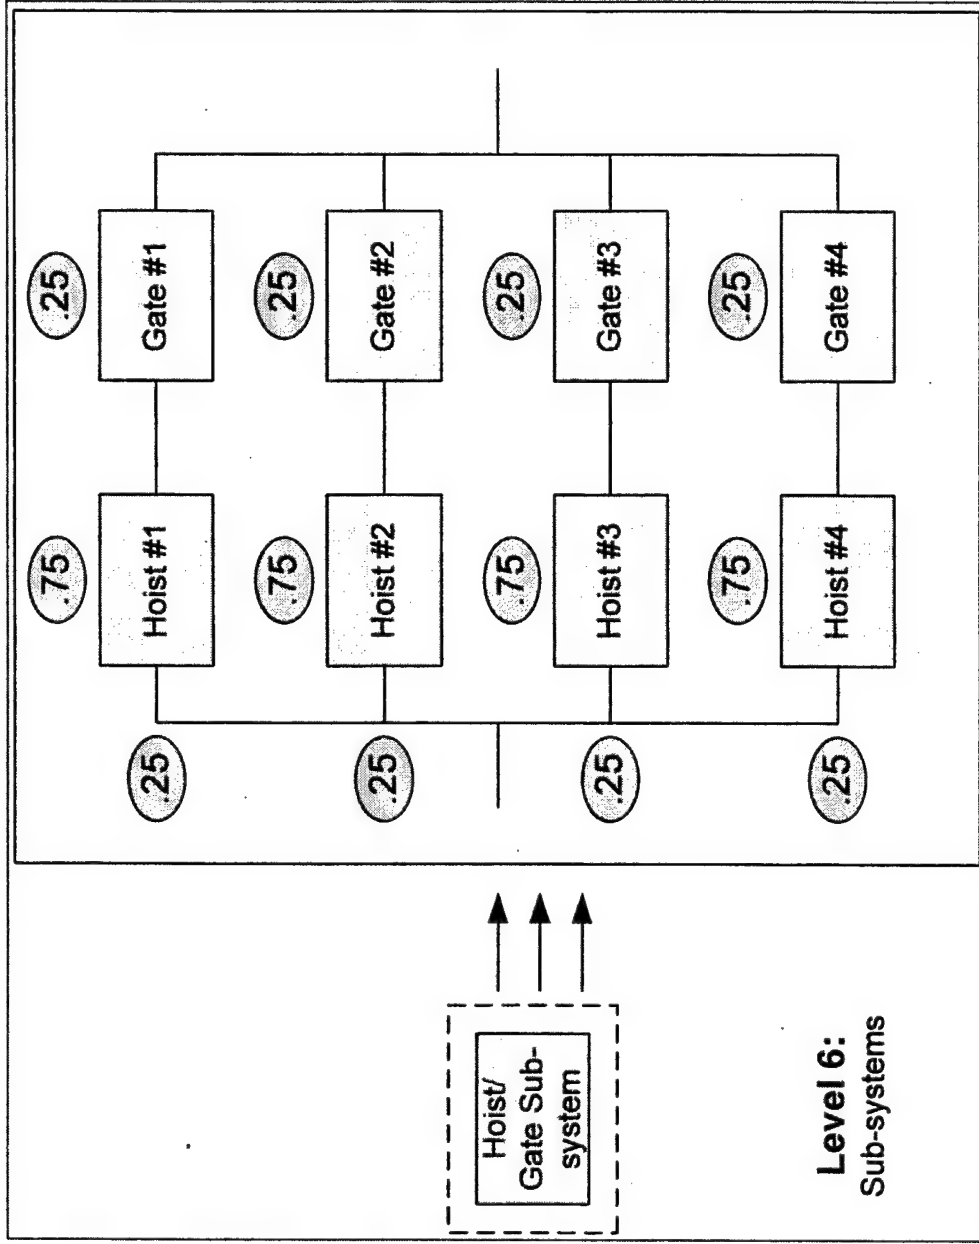 Hoist/
Gate Sub-
system
Level 6:
Sub-systems
.25
.75
Hoist #1
.25
Gate #1
.25
.75
Hoist #2
.25
Gate #2
.25
.75
Hoist #3
.25
Gate #3
.25
.75
Hoist #4
.25
Gate #4